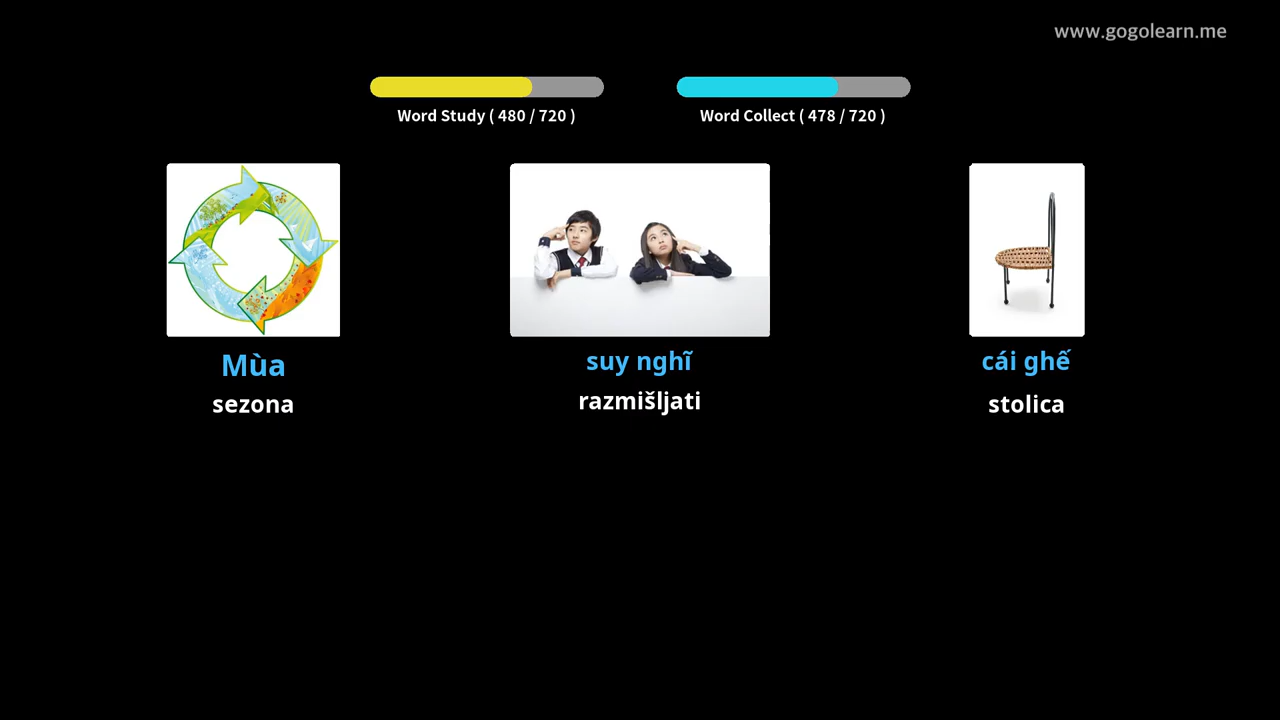 www.gogolearn.me
Word Study ( 480 / 720 )
Word Collect ( 478 / 720 )
Mùa
suy nghĩ
cái ghế
sezona
razmišljati
stolica